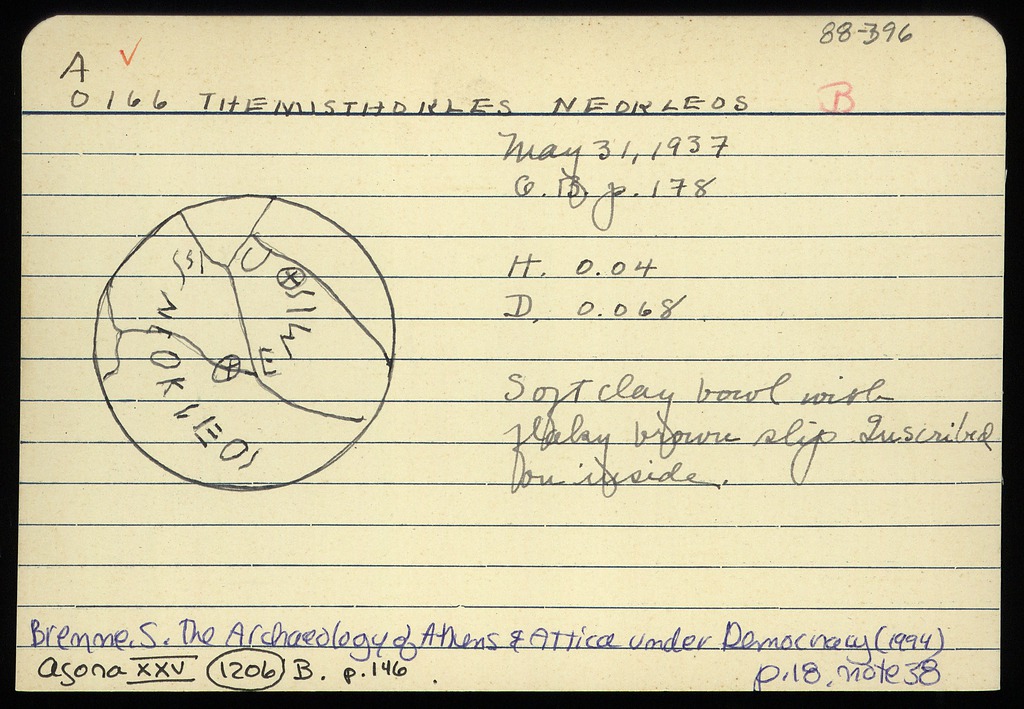 88-396
A ✓
O 166 THEMISTHOKLES NEOKLEOS B
May 31, 1937
O.B. p. 178
H. 0.04
D. 0.068
Soft clay bowl with
flaky brown slip. Inscribed
on inside.
NEOKLEOS
Bremme, S. The Archaeology of Athens & Attica under Democracy (1994)
p.18, note 38
Agora XXV 1206 B. p. 146.